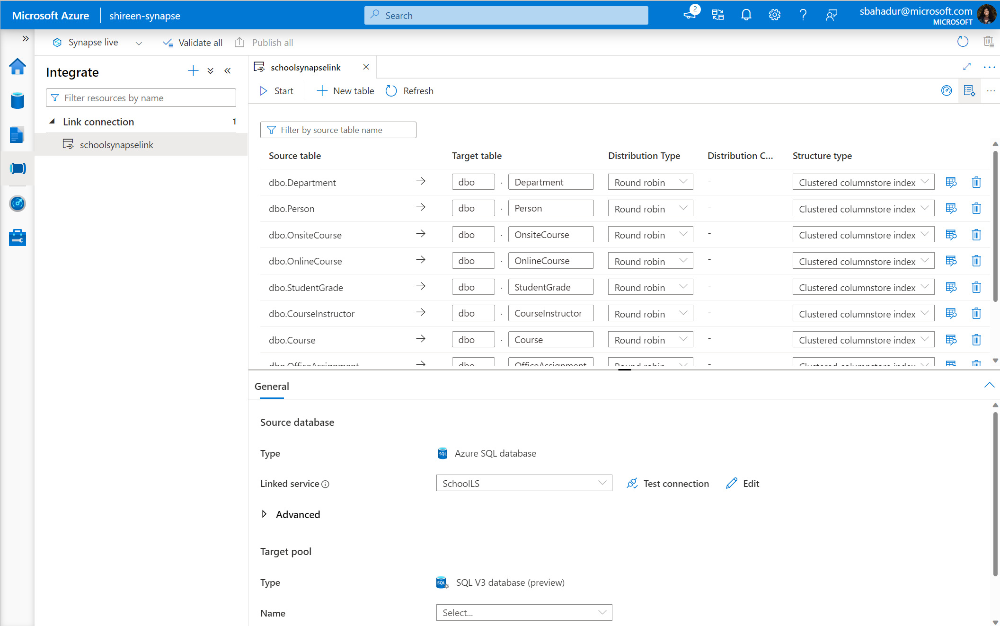 Microsoft Azure shireen-synapse Search 2 sbahadur@microsoft.com
MICROSOFT
Synapse live Validate all Publish all
Integrate
Filter resources by name
Link connection 1
schoolsynapselink
schoolsynapselink
Start New table Refresh
Filter by source table name
Source table Target table Distribution Type Distribution C... Structure type
dbo.Department dbo . Department Round robin - Clustered columnstore index
dbo.Person dbo . Person Round robin - Clustered columnstore index
dbo.OnsiteCourse dbo . OnsiteCourse Round robin - Clustered columnstore index
dbo.OnlineCourse dbo . OnlineCourse Round robin - Clustered columnstore index
dbo.StudentGrade dbo . StudentGrade Round robin - Clustered columnstore index
dbo.CourseInstructor dbo . CourseInstructor Round robin - Clustered columnstore index
dbo.Course dbo . Course Round robin - Clustered columnstore index
dbo.OfficeAssignment dbo . OfficeAssignment Round robin - Clustered columnstore index
General
Source database
Type SQL Azure SQL database
Linked service SchoolLS Test connection Edit
Advanced
Target pool
Type SQL SQL V3 database (preview)
Name Select...